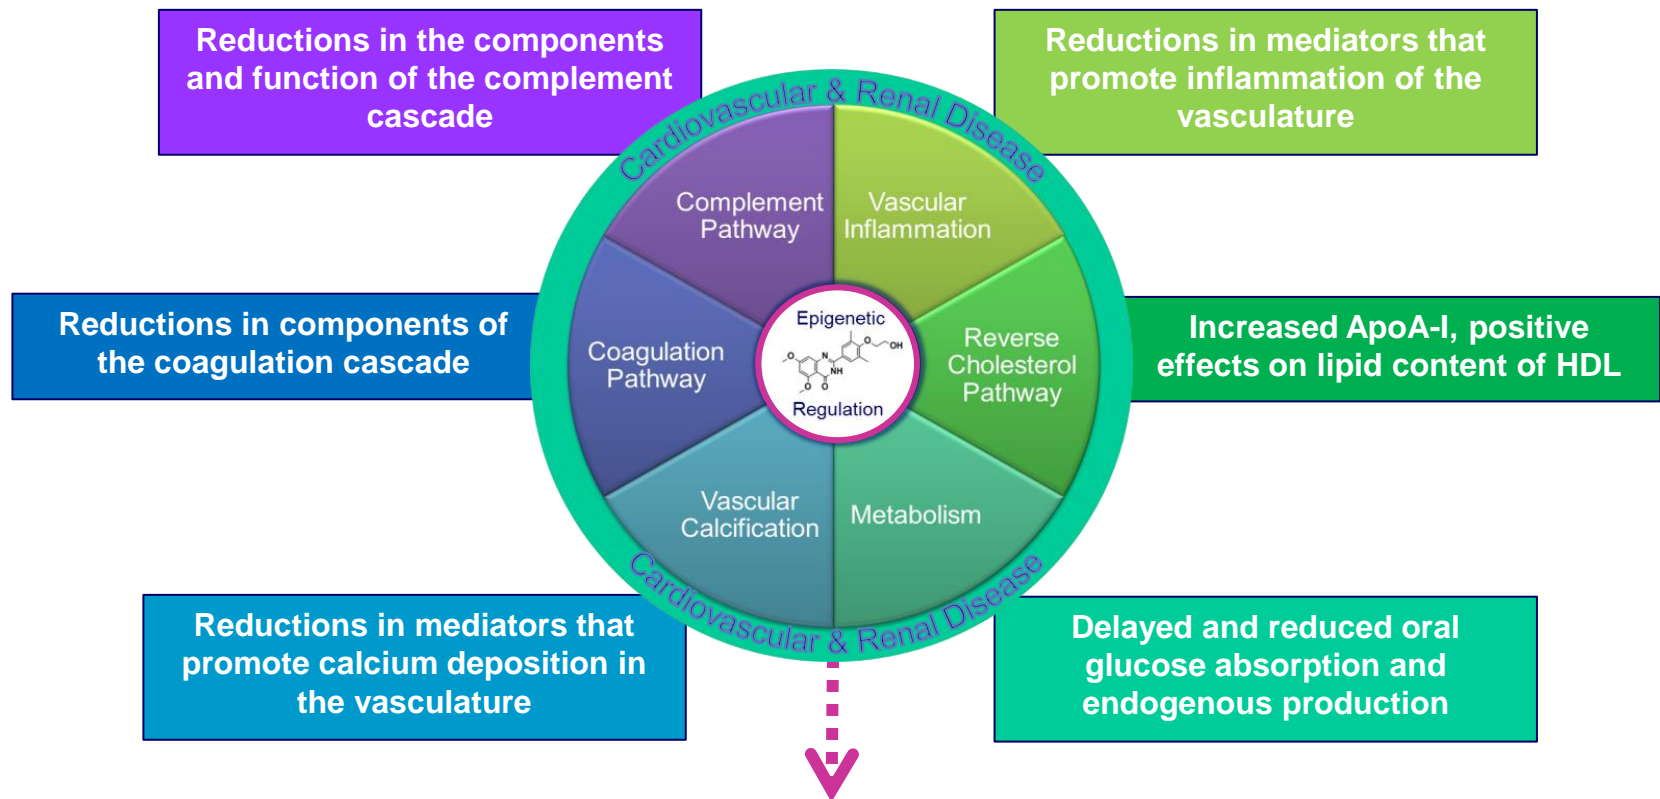 Reductions in the components
and function of the complement
cascade
Reductions in mediators that
promote inflammation of the
vasculature
Cardiovascular & Renal Disease
Complement
Pathway
Vascular
Inflammation
Reductions in components of
the coagulation cascade
Coagulation
Pathway
Epigenetic
O
N
O
OH
NH
O
O
Regulation
Reverse
Cholesterol
Pathway
Increased ApoA-I, positive
effects on lipid content of HDL
Vascular
Calcification
Metabolism
Cardiovascular & Renal Disease
Reductions in mediators that
promote calcium deposition in
the vasculature
Delayed and reduced oral
glucose absorption and
endogenous production